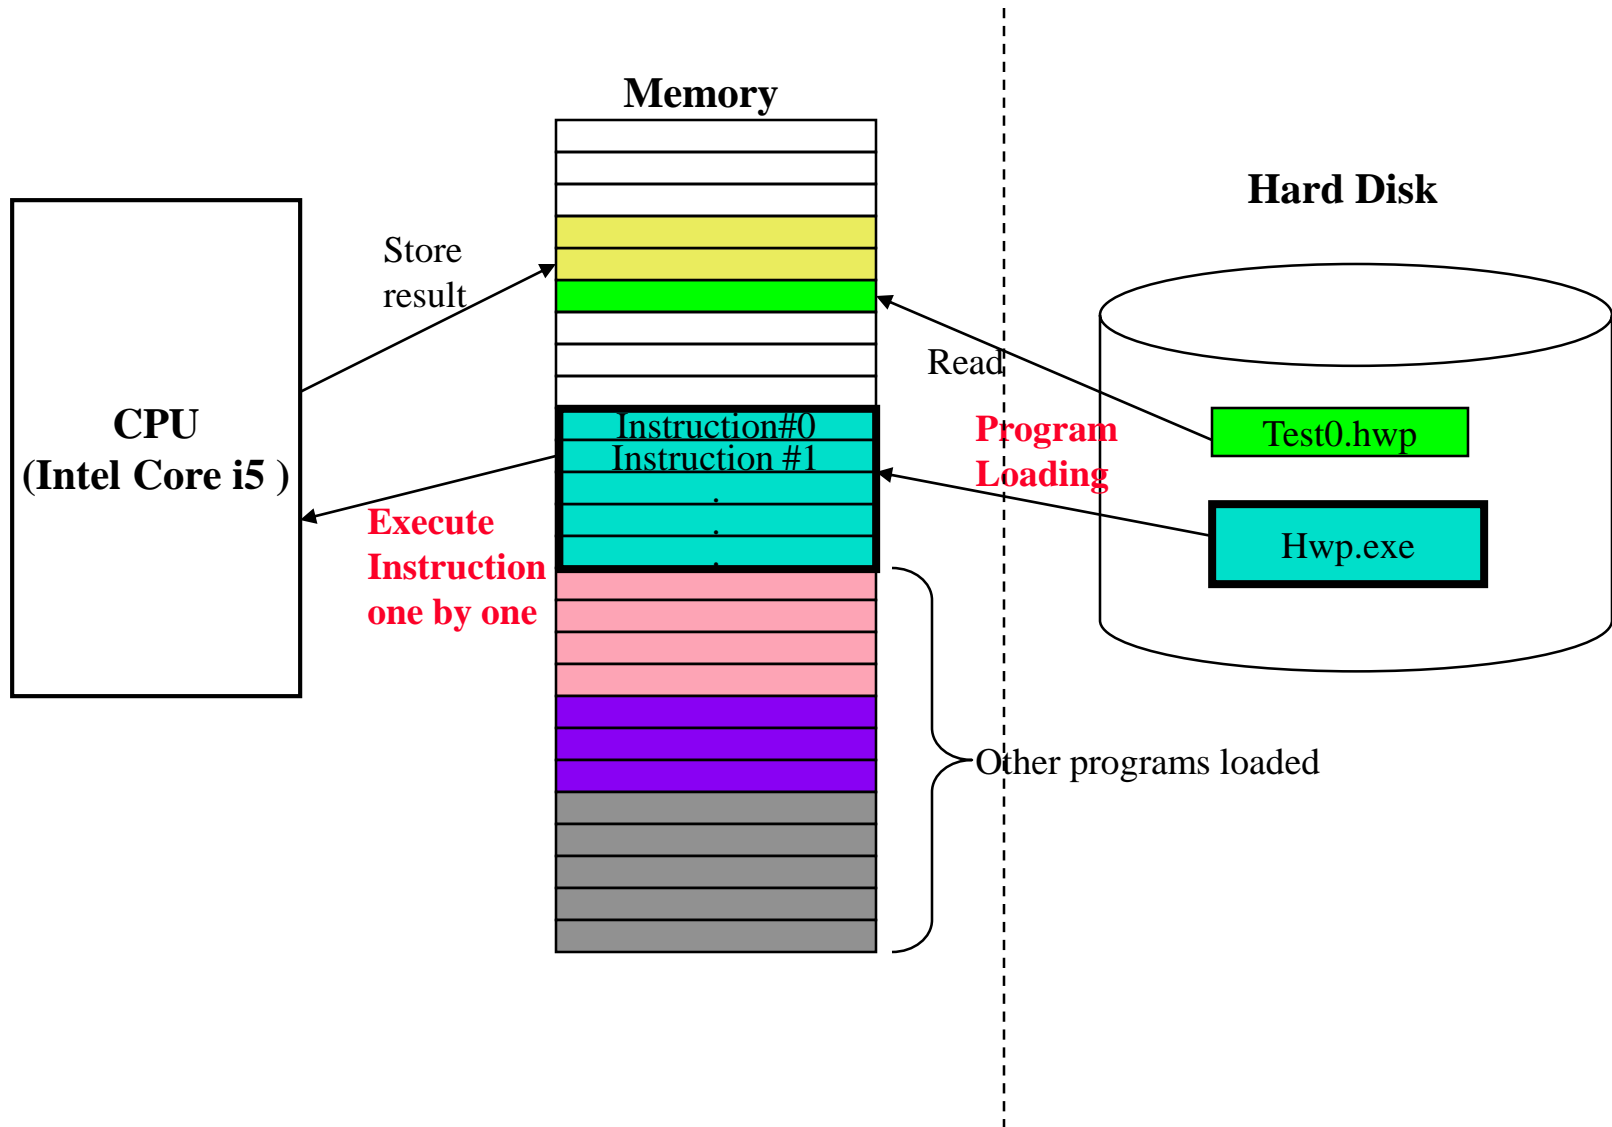 Memory
Hard Disk
Store
result
Read
CPU
(Intel Core i5 )
Instruction#0
Instruction #1
.
.
.
Program
Loading
Test0.hwp
Hwp.exe
Execute
Instruction
one by one
Other programs loaded